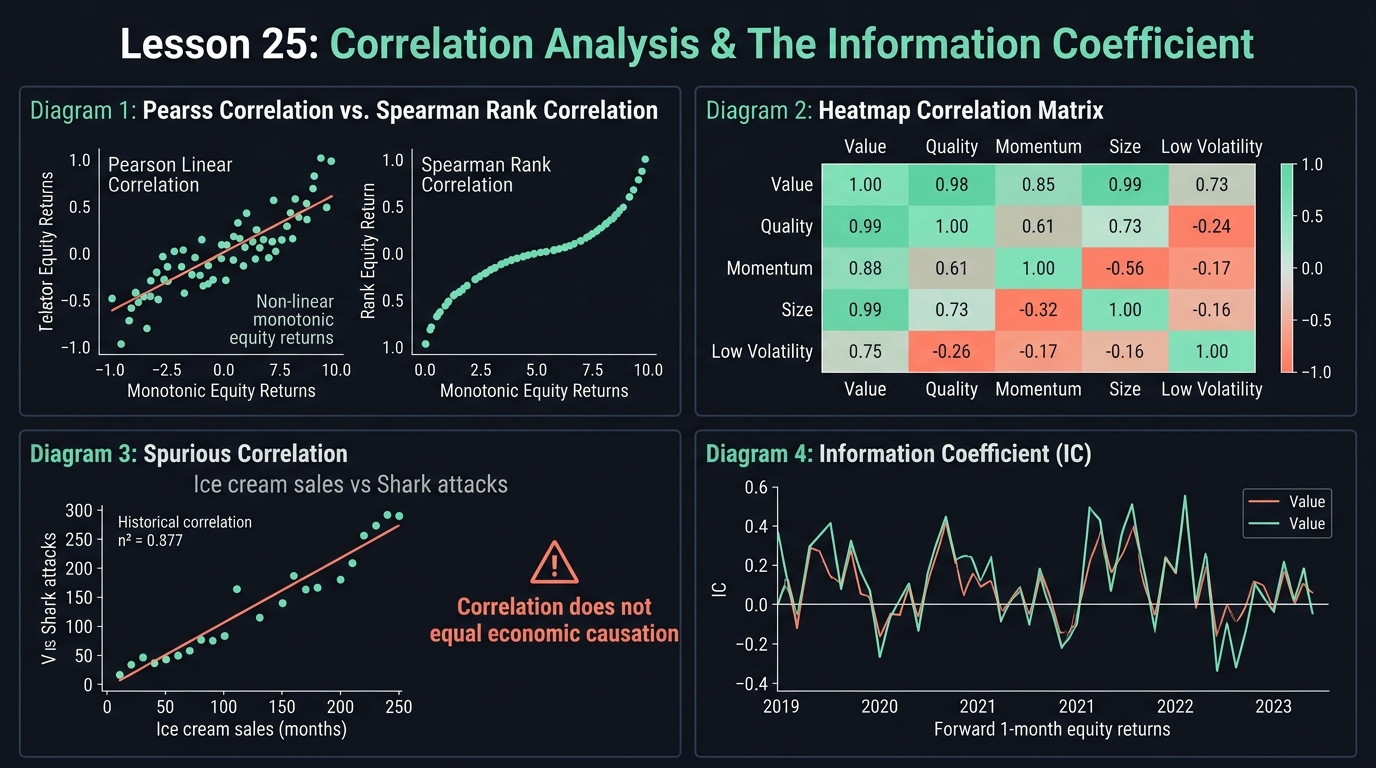 Lesson 25: Correlation Analysis & The Information Coefficient
Diagram 1: Pearss Correlation vs. Spearman Rank Correlation
Pearson Linear
Correlation
Non-linear
monotonic
equity returns
Telator Equity Returns
1.0
0.5
0.0
−0.5
−1.0
−1.0 −2.5 0.0 7.5 10.0
Monotonic Equity Returns
Spearman Rank
Correlation
Rank Equity Return
1.0
0.5
0.0
0.5
1.0
0.0 2.5 5.0 7.5 10.0
Monotonic Equity Returns
Diagram 2: Heatmap Correlation Matrix
Value Quality Momentum Size Low Volatility
Value 1.00 0.98 0.85 0.99 0.73
Quality 0.99 1.00 0.61 0.73 -0.24
Momentum 0.88 0.61 1.00 -0.56 -0.17
Size 0.99 0.73 -0.32 1.00 -0.16
Low Volatility 0.75 -0.26 -0.17 -0.16 1.00
Value Quality Momentum Size Low Volatility
1.0
0.5
0.0
−0.5
−1.0
Diagram 3: Spurious Correlation
Ice cream sales vs Shark attacks
Historical correlation
n² = 0.877
V is Shark attacks
300
250
200
150
100
50
0
0 50 100 150 200 250
Ice cream sales (months)
!
Correlation does not
equal economic causation
Diagram 4: Information Coefficient (IC)
Value
Value
IC
0.6
0.4
0.2
0.0
−0.2
−0.4
2019 2020 2021 2021 2022 2023
Forward 1-month equity returns